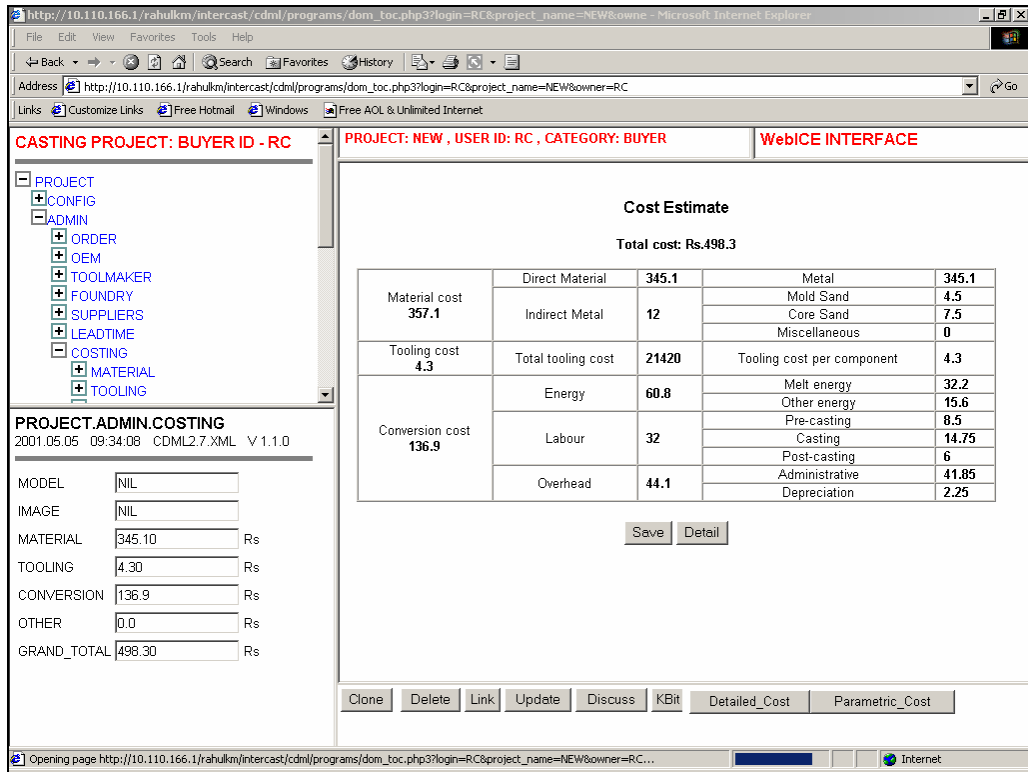 http://10.110.166.1/rahulkm/intercast/cdml/programs/dom_toc.php3?login=RC&project_name=NEW&owne - Microsoft Internet Explorer
File Edit View Favorites Tools Help
Back Search Favorites History
Address http://10.110.166.1/rahulkm/intercast/cdml/programs/dom_toc.php3?login=RC&project_name=NEW&owner=RC Go
Links Customize Links Free Hotmail Windows Free AOL & Unlimited Internet
CASTING PROJECT: BUYER ID - RC
PROJECT
CONFIG
ADMIN
ORDER
OEM
TOOLMAKER
FOUNDRY
SUPPLIERS
LEADTIME
COSTING
MATERIAL
TOOLING
PROJECT.ADMIN.COSTING
2001.05.05 09:34:08 CDML2.7.XML V 1.1.0
MODEL NIL
IMAGE NIL
MATERIAL 345.10 Rs
TOOLING 4.30 Rs
CONVERSION 136.9 Rs
OTHER 0.0 Rs
GRAND_TOTAL 498.30 Rs
PROJECT: NEW , USER ID: RC , CATEGORY: BUYER
WebICE INTERFACE
Cost Estimate
Total cost: Rs.498.3
Material cost 357.1 Direct Material 345.1 Metal 345.1
Indirect Metal 12 Mold Sand 4.5
Core Sand 7.5
Miscellaneous 0
Tooling cost 4.3 Total tooling cost 21420 Tooling cost per component 4.3
Conversion cost 136.9 Energy 60.8 Melt energy 32.2
Other energy 15.6
Labour 32 Pre-casting 8.5
Casting 14.75
Post-casting 6
Overhead 44.1 Administrative 41.85
Depreciation 2.25
Save Detail
Clone Delete Link Update Discuss KBit Detailed_Cost Parametric_Cost
Opening page http://10.110.166.1/rahulkm/intercast/cdml/programs/dom_toc.php3?login=RC&project_name=NEW&owner=RC... Internet